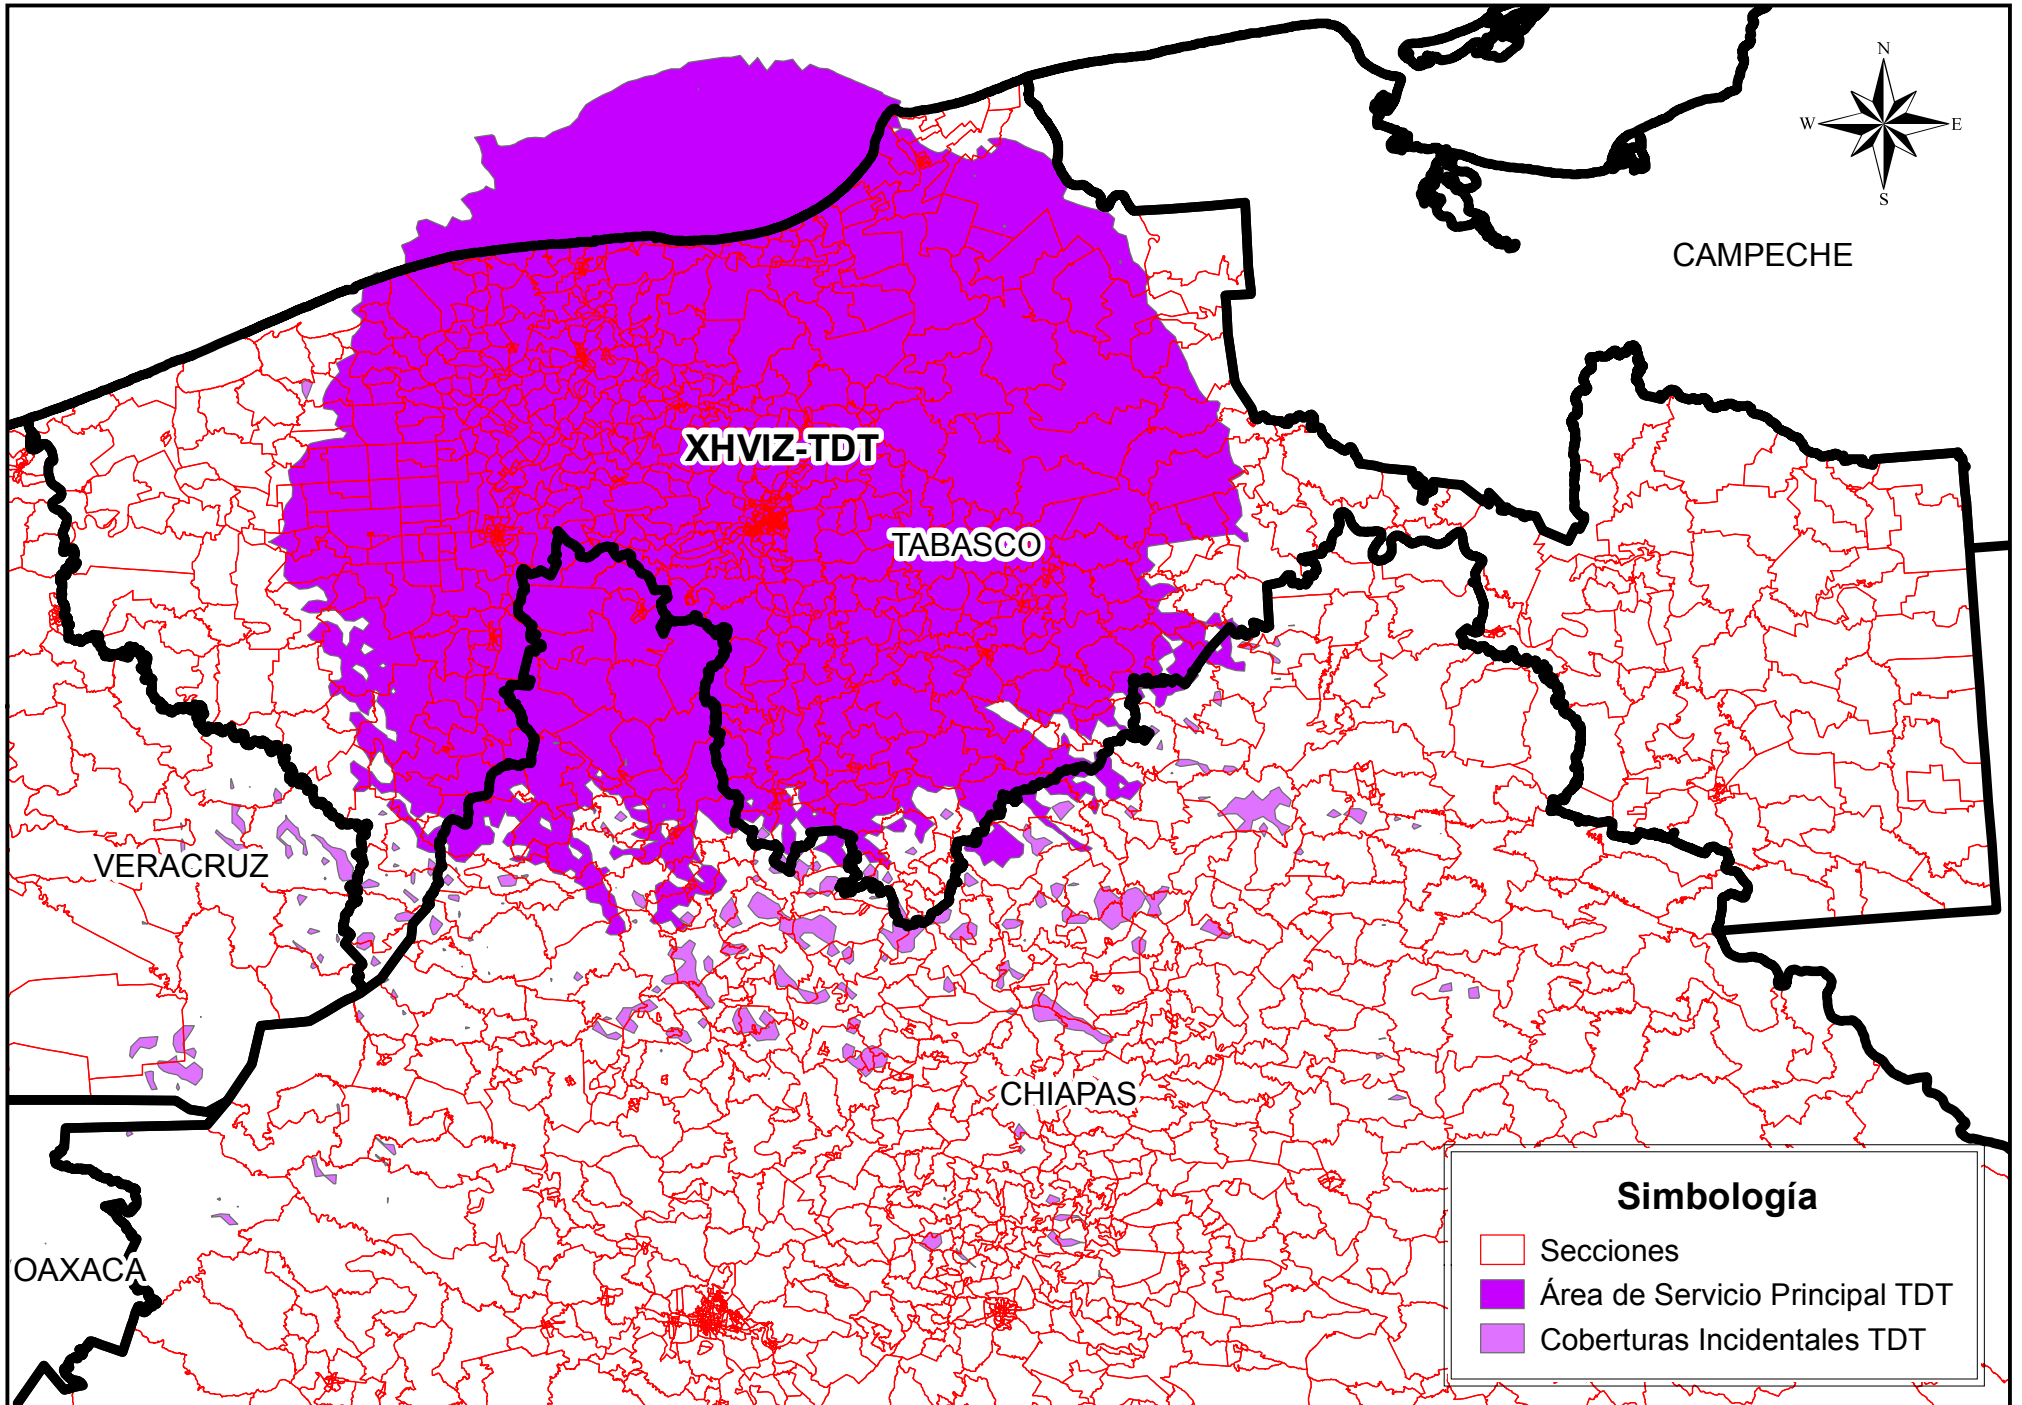 N
W E
S
CAMPECHE
XHVIZ-TDT
TABASCO
VERACRUZ
CHIAPAS
OAXACA
Simbología
Secciones
Área de Servicio Principal TDT
Coberturas Incidentales TDT